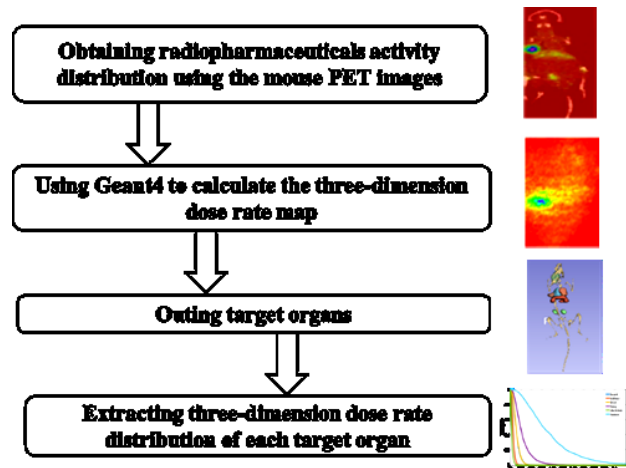 Obtaining radiopharmaceuticals activity
distribution using the mouse PET images
Using Geant4 to calculate the three-dimension
dose rate map
Outing target organs
Extracting three-dimension dose rate
distribution of each target organ